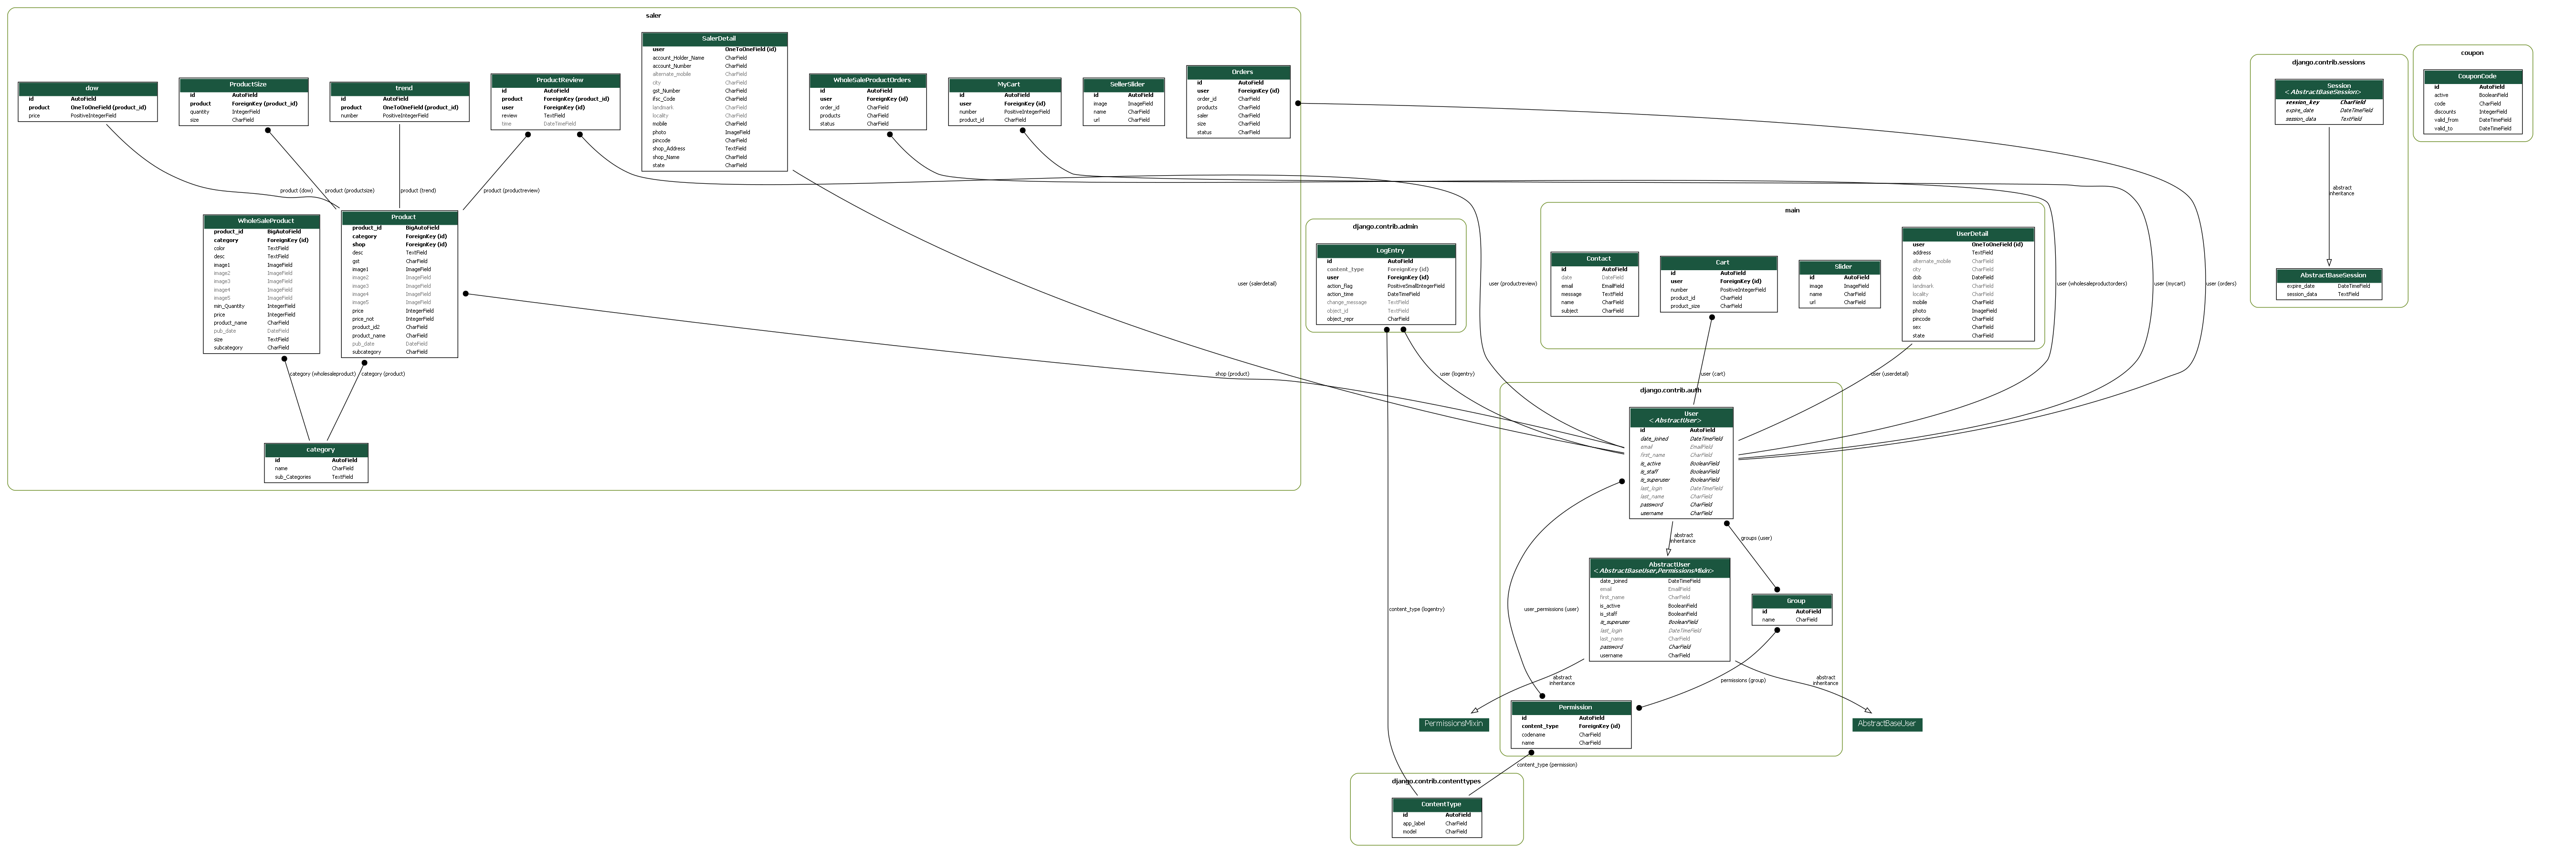 saler
dow
id AutoField
product OneToOneField (product_id)
price PositiveIntegerField
ProductSize
id AutoField
product ForeignKey (product_id)
quantity IntegerField
size CharField
trend
id AutoField
product OneToOneField (product_id)
number PositiveIntegerField
ProductReview
id AutoField
product ForeignKey (product_id)
user ForeignKey (id)
review TextField
time DateTimeField
SalerDetail
user OneToOneField (id)
account_Holder_Name CharField
account_Number CharField
alternate_mobile CharField
city CharField
gst_Number CharField
ifsc_Code CharField
landmark CharField
locality CharField
mobile CharField
photo ImageField
pincode CharField
shop_Address TextField
shop_Name CharField
state CharField
WholeSaleProductOrders
id AutoField
user ForeignKey (id)
order_id CharField
products CharField
status CharField
MyCart
id AutoField
user ForeignKey (id)
number PositiveIntegerField
product_id CharField
SellerSlider
id AutoField
image ImageField
name CharField
url CharField
Orders
id AutoField
user ForeignKey (id)
order_id CharField
products CharField
saler CharField
size CharField
status CharField
product (dow)
product (productsize)
product (trend)
product (productreview)
WholeSaleProduct
product_id BigAutoField
category ForeignKey (id)
color TextField
desc TextField
image1 ImageField
image2 ImageField
image3 ImageField
image4 ImageField
image5 ImageField
min_Quantity IntegerField
price IntegerField
product_name CharField
pub_date DateField
size TextField
subcategory CharField
Product
product_id BigAutoField
category ForeignKey (id)
shop ForeignKey (id)
desc TextField
gst CharField
image1 ImageField
image2 ImageField
image3 ImageField
image4 ImageField
image5 ImageField
price IntegerField
price_not IntegerField
product_id2 CharField
product_name CharField
pub_date DateField
subcategory CharField
category (wholesaleproduct)
category (product)
category
id AutoField
name CharField
sub_Categories TextField
shop (product)
user (salerdetail)
user (productreview)
user (wholesaleproductorders)
user (mycart)
user (orders)
django.contrib.admin
LogEntry
id AutoField
content_type ForeignKey (id)
user ForeignKey (id)
action_flag PositiveSmallIntegerField
action_time DateTimeField
change_message TextField
object_id TextField
object_repr CharField
user (logentry)
content_type (logentry)
main
Contact
id AutoField
date DateField
email EmailField
message TextField
name CharField
subject CharField
Cart
id AutoField
user ForeignKey (id)
number PositiveIntegerField
product_id CharField
product_size CharField
Slider
id AutoField
image ImageField
name CharField
url CharField
UserDetail
user OneToOneField (id)
address TextField
alternate_mobile CharField
city CharField
dob DateField
landmark CharField
locality CharField
mobile CharField
photo ImageField
pincode CharField
sex CharField
state CharField
user (cart)
user (userdetail)
django.contrib.auth
User
< AbstractUser>
id AutoField
date_joined DateTimeField
email EmailField
first_name CharField
is_active BooleanField
is_staff BooleanField
is_superuser BooleanField
last_login DateTimeField
last_name CharField
password CharField
username CharField
abstract
inheritance
groups (user)
user_permissions (user)
AbstractUser
< AbstractBaseUser,PermissionsMixin>
date_joined DateTimeField
email EmailField
first_name CharField
is_active BooleanField
is_staff BooleanField
is_superuser BooleanField
last_login DateTimeField
last_name CharField
password CharField
username CharField
Group
id AutoField
name CharField
abstract
inheritance
permissions (group)
abstract
inheritance
PermissionsMixin
Permission
id AutoField
content_type ForeignKey (id)
codename CharField
name CharField
AbstractBaseUser
content_type (permission)
django.contrib.contenttypes
ContentType
id AutoField
app_label CharField
model CharField
django.contrib.sessions
Session
< AbstractBaseSession>
session_key CharField
expire_date DateTimeField
session_data TextField
abstract
inheritance
AbstractBaseSession
expire_date DateTimeField
session_data TextField
coupon
CouponCode
id AutoField
active BooleanField
code CharField
discounts IntegerField
valid_from DateTimeField
valid_to DateTimeField